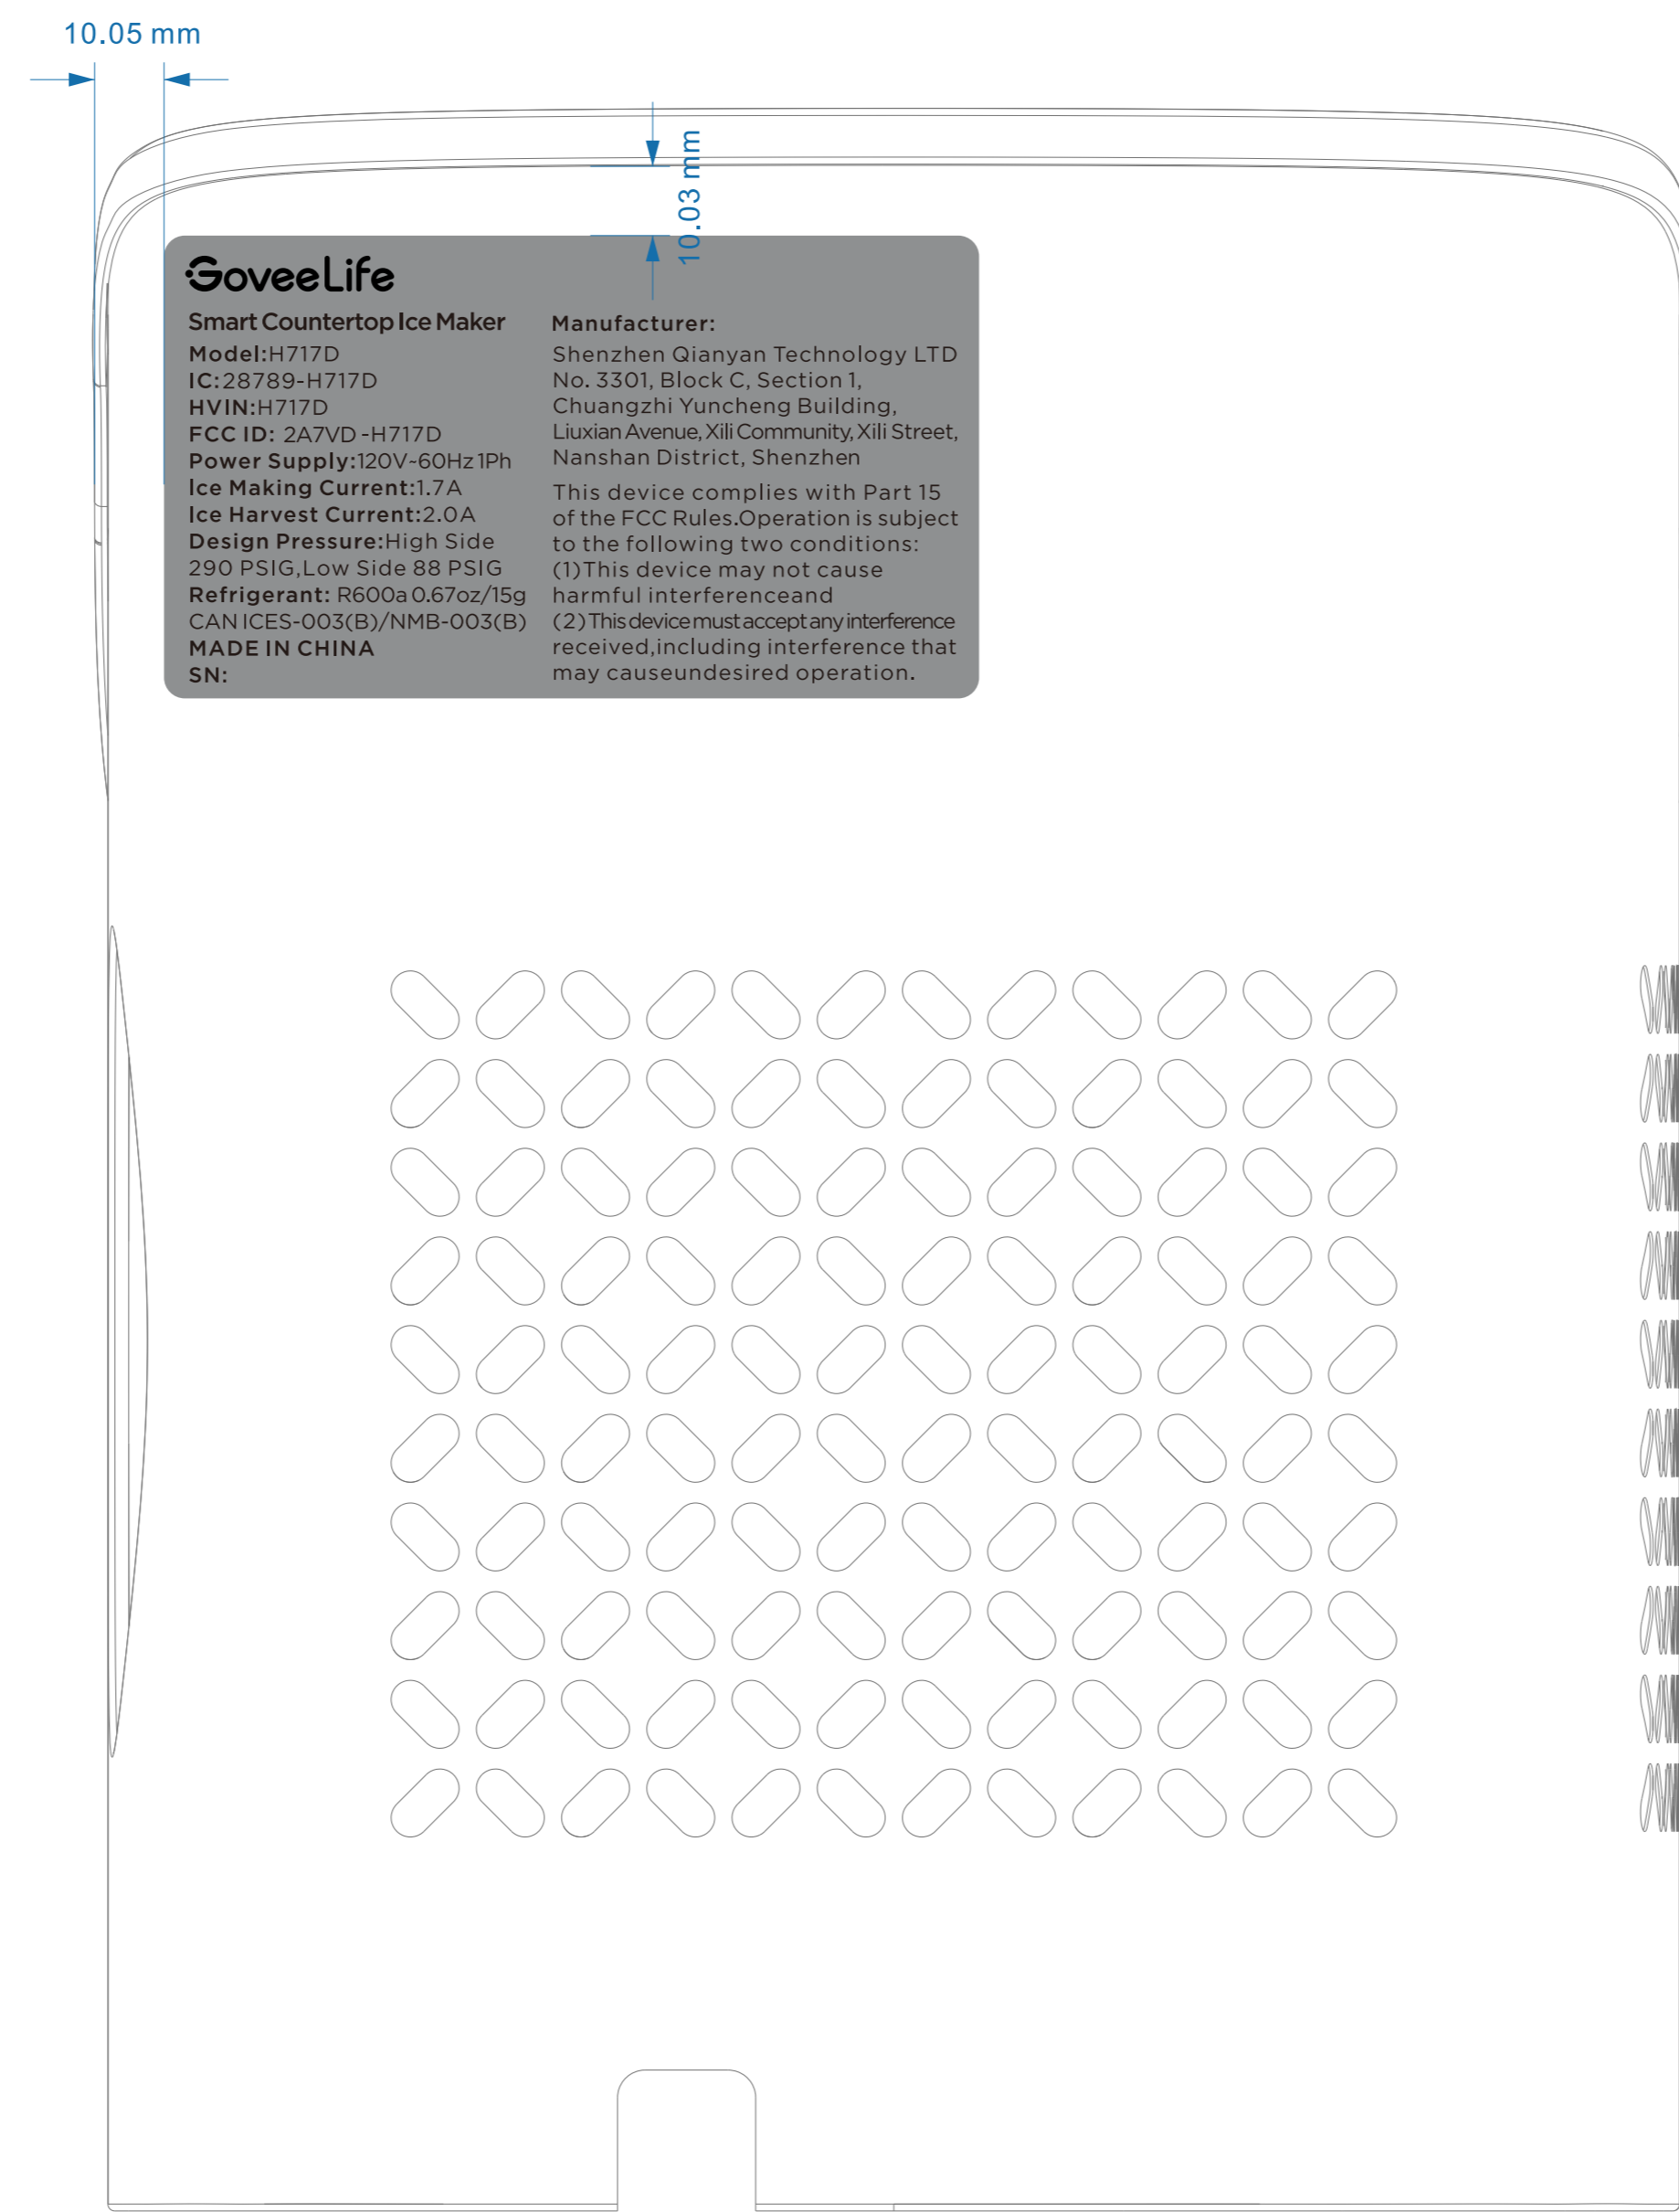 10.05 mm
10.03 mm
GoveeLife
Smart Countertop Ice Maker
Model:H717D
IC:28789-H717D
HVIN:H717D
FCC ID: 2A7VD-H717D
Power Supply:120V~60Hz 1Ph
Ice Making Current:1.7A
Ice Harvest Current:2.0A
Design Pressure:High Side
290 PSIG,Low Side 88 PSIG
Refrigerant: R600a 0.67oz/15g
CAN ICES-003(B)/NMB-003(B)
MADE IN CHINA
SN:
Manufacturer:
Shenzhen Qianyan Technology LTD
No. 3301, Block C, Section 1,
Chuangzhi Yuncheng Building,
Liuxian Avenue, Xili Community, Xili Street,
Nanshan District, Shenzhen
This device complies with Part 15
of the FCC Rules.Operation is subject
to the following two conditions:
(1)This device may not cause
harmful interferenceand
(2)This device must accept any interference
received,including interference that
may causeundesired operation.